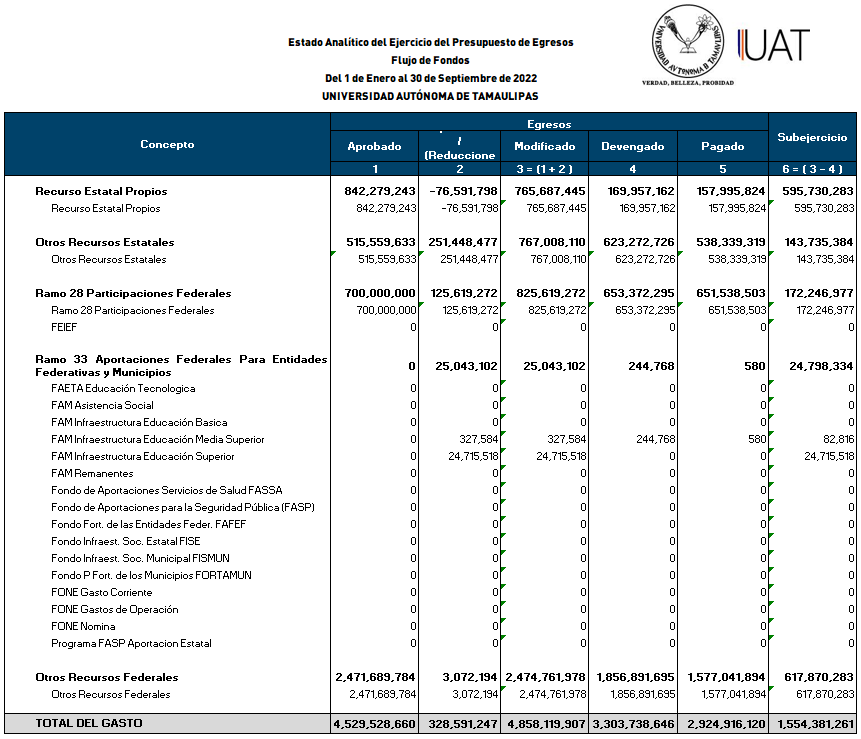 Estado Analítico del Ejercicio del Presupuesto de Egresos
Flujo de Fondos
Del 1 de Enero al 30 de Septiembre de 2022
UNIVERSIDAD AUTÓNOMA DE TAMAULIPAS
UNIVERSIDAD AUTONOMA DE TAMAULIPAS
VERDAD, BELLEZA, PROBIDAD
UAT
Concepto
Egresos
Subejercicio
Aprobado / (Reduccione Modificado Devengado Pagado
1 2 3 = (1 + 2 ) 4 5 6 = ( 3 - 4 )
Recurso Estatal Propios 842,279,243 -76,591,798 765,687,445 169,957,162 157,995,824 595,730,283
Recurso Estatal Propios 842,279,243 -76,591,798 765,687,445 169,957,162 157,995,824 595,730,283
Otros Recursos Estatales 515,559,633 251,448,477 767,008,110 623,272,726 538,339,319 143,735,384
Otros Recursos Estatales 515,559,633 251,448,477 767,008,110 623,272,726 538,339,319 143,735,384
Ramo 28 Participaciones Federales 700,000,000 125,619,272 825,619,272 653,372,295 651,538,503 172,246,977
Ramo 28 Participaciones Federales 700,000,000 125,619,272 825,619,272 653,372,295 651,538,503 172,246,977
FEIEF 0 0 0 0 0 0
Ramo 33 Aportaciones Federales Para Entidades
Federativas y Municipios 0 25,043,102 25,043,102 244,768 580 24,798,334
FAETA Educación Tecnologica 0 0 0 0 0 0
FAM Asistencia Social 0 0 0 0 0 0
FAM Infraestructura Educación Basica 0 0 0 0 0 0
FAM Infraestructura Educación Media Superior 0 327,584 327,584 244,768 580 82,816
FAM Infraestructura Educación Superior 0 24,715,518 24,715,518 0 0 24,715,518
FAM Remanentes 0 0 0 0 0 0
Fondo de Aportaciones Servicios de Salud FASSA 0 0 0 0 0 0
Fondo de Aportaciones para la Seguridad Pública (FASP) 0 0 0 0 0 0
Fondo Fort. de las Entidades Feder. FAFEF 0 0 0 0 0 0
Fondo Infraest. Soc. Estatal FISE 0 0 0 0 0 0
Fondo Infraest. Soc. Municipal FISMUN 0 0 0 0 0 0
Fondo P Fort. de los Municipios FORTAMUN 0 0 0 0 0 0
FONE Gasto Corriente 0 0 0 0 0 0
FONE Gastos de Operación 0 0 0 0 0 0
FONE Nomina 0 0 0 0 0 0
Programa FASP Aportacion Estatal 0 0 0 0 0 0
Otros Recursos Federales 2,471,689,784 3,072,194 2,474,761,978 1,856,891,695 1,577,041,894 617,870,283
Otros Recursos Federales 2,471,689,784 3,072,194 2,474,761,978 1,856,891,695 1,577,041,894 617,870,283
TOTAL DEL GASTO 4,529,528,660 328,591,247 4,858,119,907 3,303,738,646 2,924,916,120 1,554,381,261